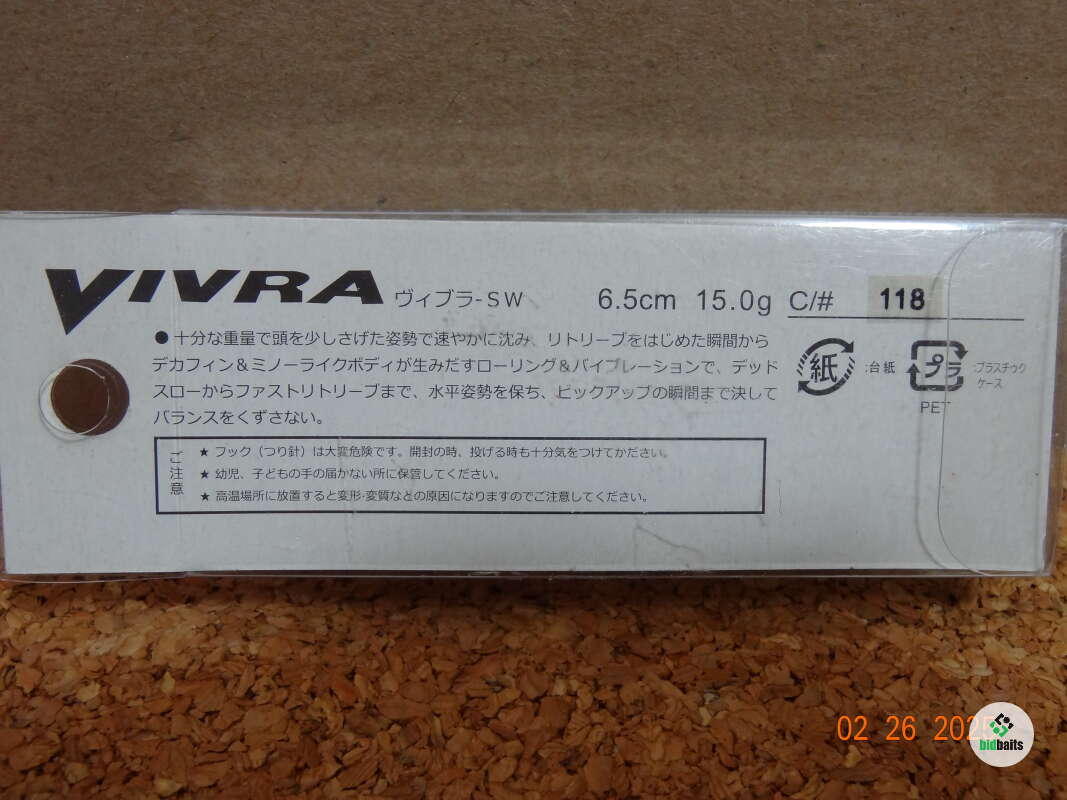 VIVRA ヴィブラ-SW 6.5cm 15.0g C/# 118
●十分な重量で頭を少しさげた姿勢で速やかに沈み、リトリーブをはじめた瞬間から
デカフィン＆ミノーライクボディが生みだすローリング＆バイブレーションで、デッド
スローからファストリトリーブまで、水平姿勢を保ち、ピックアップの瞬間まで決して
バランスをくずさない。
紙 :台紙
プラ :プラスチック
ケース
PET
ご注意
★ フック（つり針）は大変危険です。開封の時、投げる時も十分気をつけてかださい。
★ 幼児、子どもの手の届かない所に保管してください。
★ 高温場所に放置すると変形·変質などの原因になりますのでご注意してください。
02 26 202
bidbaits